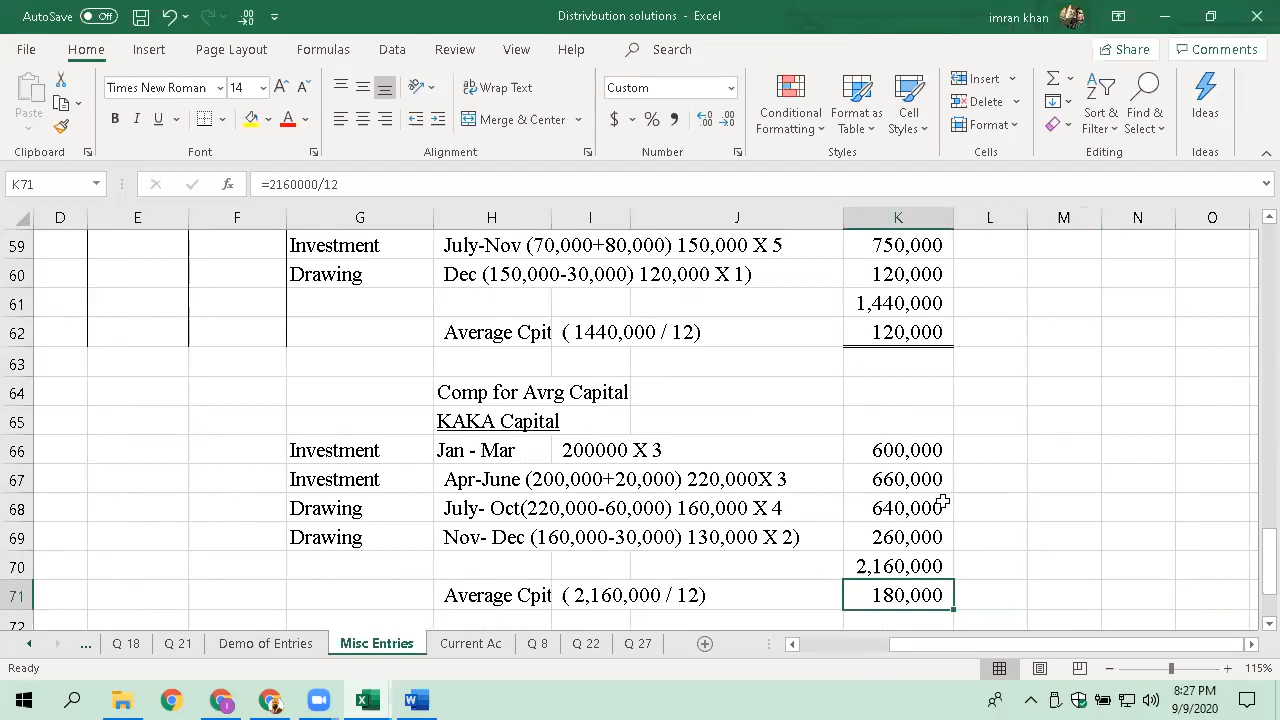 AutoSave Off Distrivbution solutions - Excel imran khan
File Home Insert Page Layout Formulas Data Review View Help Search Share Comments
Paste Times New Roman 14 Wrap Text Custom Conditional Formatting Format as Table Cell Styles Insert Sort & Filter Find & Select Ideas
B I U A Merge & Center $ % Delete
Format
Clipboard Font Alignment Number Styles Cells Editing Ideas
K71 fx =2160000/12
D E F G H I J K L M N O
59 Investment July-Nov (70,000+80,000) 150,000 X 5 750,000
60 Drawing Dec (150,000-30,000) 120,000 X 1) 120,000
61 1,440,000
62 Average Cpit ( 1440,000 / 12) 120,000
63
64 Comp for Avrg Capital
65 KAKA Capital
66 Investment Jan - Mar 200000 X 3 600,000
67 Investment Apr-June (200,000+20,000) 220,000X 3 660,000
68 Drawing July- Oct(220,000-60,000) 160,000 X 4 640,000
69 Drawing Nov- Dec (160,000-30,000) 130,000 X 2) 260,000
70 2,160,000
71 Average Cpit ( 2,160,000 / 12) 180,000
72
... Q 18 Q 21 Demo of Entries Misc Entries Current Ac Q 8 Q 22 Q 27
Ready 115%
8:27 PM
9/9/2020